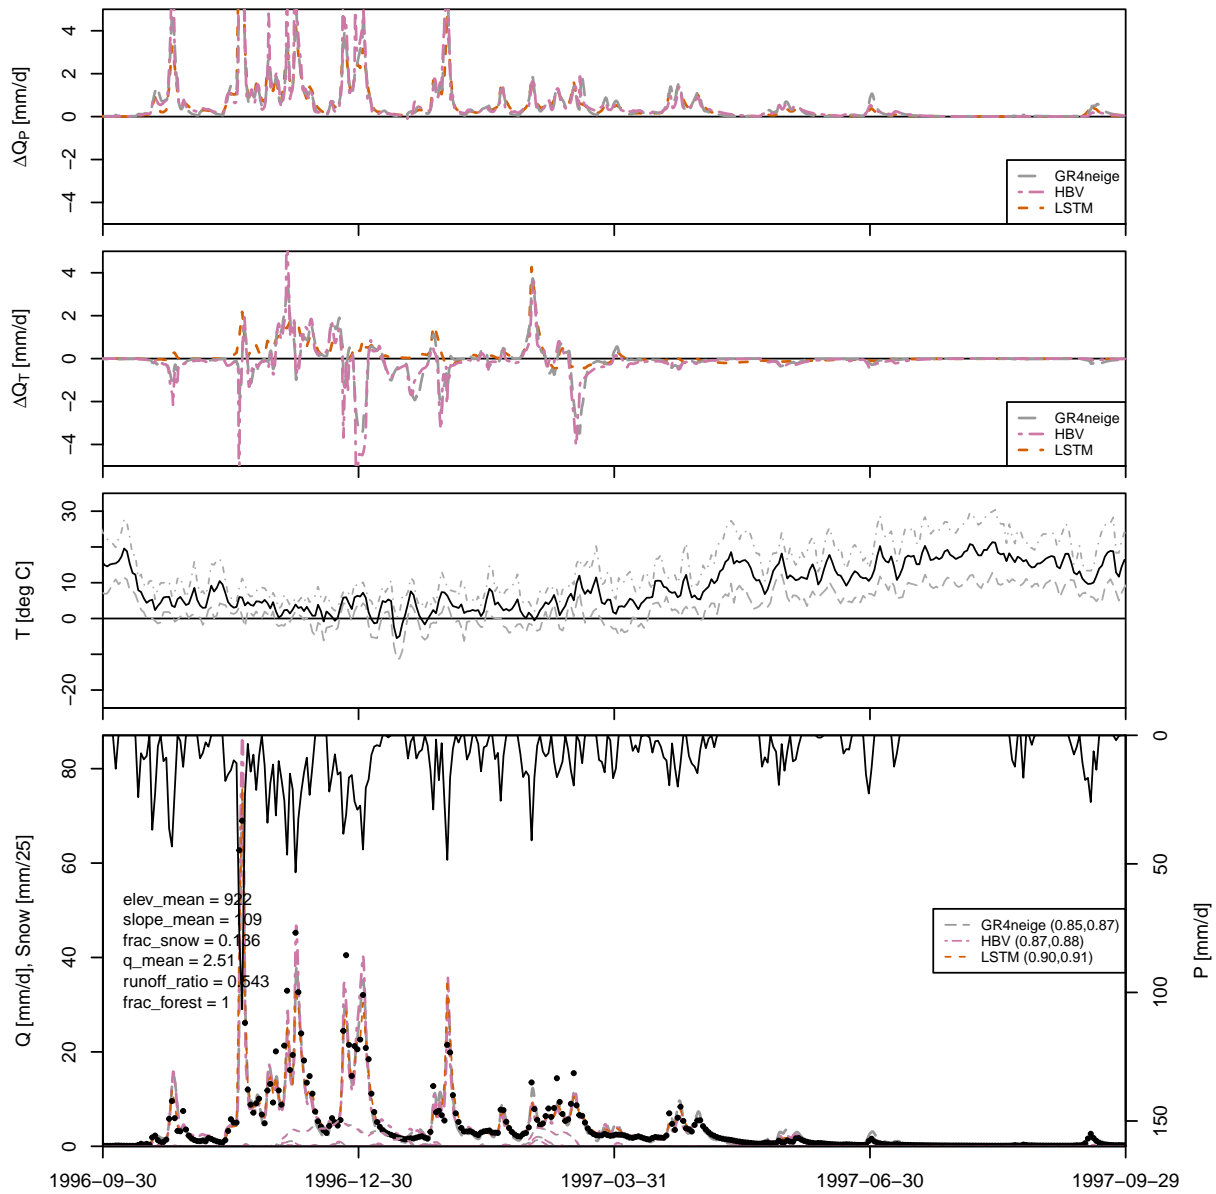 4
2
0
−2
−4
ΔQP [mm/d]
GR4neige
HBV
LSTM
4
2
0
−2
−4
ΔQT [mm/d]
GR4neige
HBV
LSTM
30
10
0
−20
T [deg C]
80
60
40
20
0
Q [mm/d], Snow [mm/25]
0
50
100
150
P [mm/d]
elev_mean = 922
slope_mean = 109
frac_snow = 0.136
q_mean = 2.51
runoff_ratio = 0.543
frac_forest = 1
GR4neige (0.85,0.87)
HBV (0.87,0.88)
LSTM (0.90,0.91)
1996−09−30
1996−12−30
1997−03−31
1997−06−30
1997−09−29